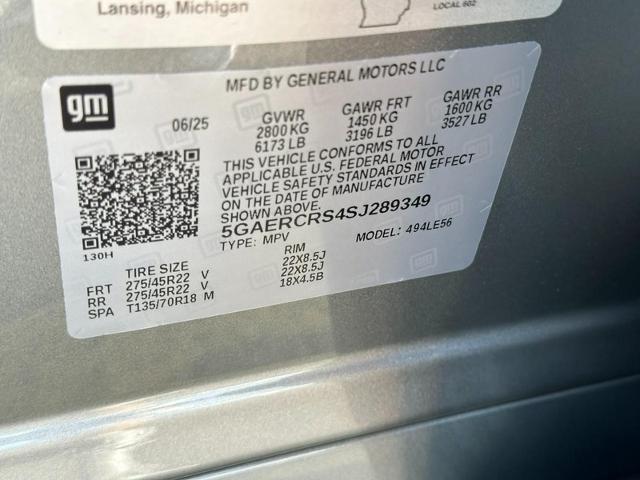 Lansing, Michigan
LOCAL 602
gm
MFD BY GENERAL MOTORS LLC
06/25
GVWR
2800 KG
6173 LB
GAWR FRT
1450 KG
3196 LB
GAWR RR
1600 KG
3527 LB
THIS VEHICLE CONFORMS TO ALL
APPLICABLE U.S. FEDERAL MOTOR
VEHICLE SAFETY STANDARDS IN EFFECT
ON THE DATE OF MANUFACTURE
SHOWN ABOVE.
5GAERCRS4SJ289349
TYPE: MPV
MODEL: 494LE56
130H
TIRE SIZE
RIM
FRT 275/45R22 V 22X8.5J
RR 275/45R22 V 22X8.5J
SPA T135/70R18 M 18X4.5B